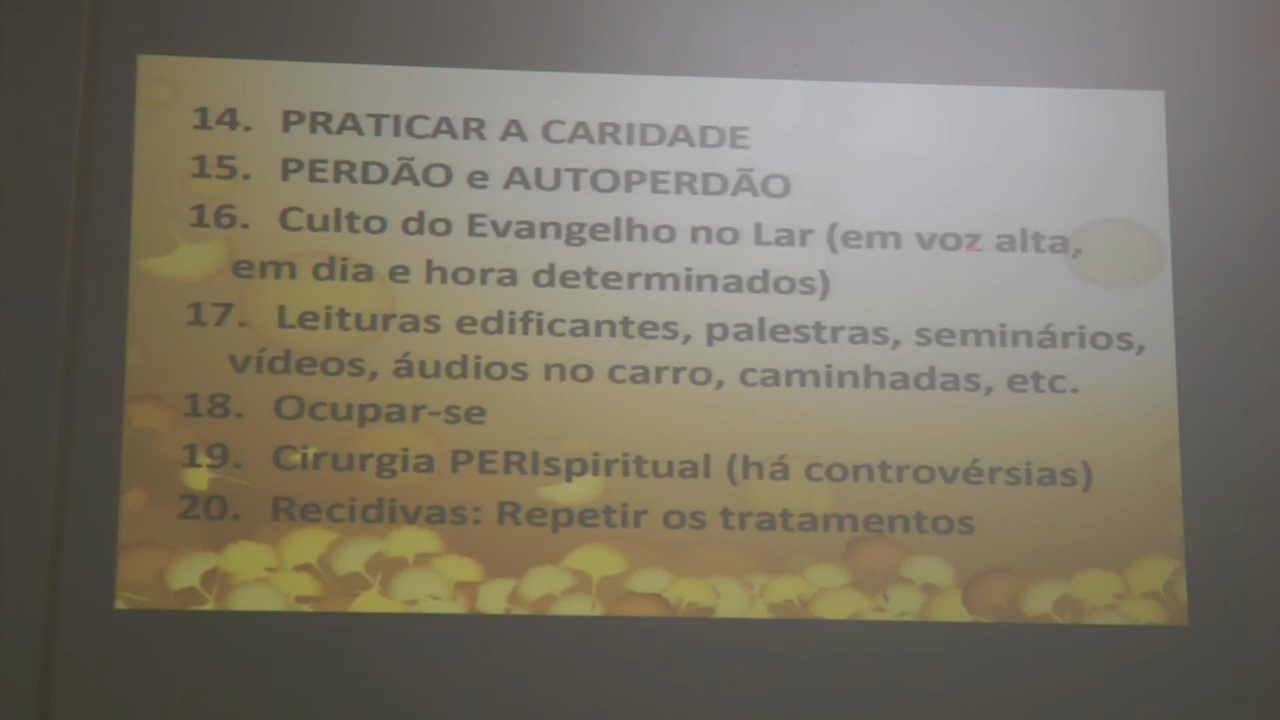 14. PRATICAR A CARIDADE
15. PERDÃO e AUTOPERDÃO
16. Culto do Evangelho no Lar (em voz alta,
em dia e hora determinados)
17. Leituras edificantes, palestras, seminários,
vídeos, áudios no carro, caminhadas, etc.
18. Ocupar-se
19. Cirurgia PERIspiritual (há controvérsias)
20. Recidivas: Repetir os tratamentos